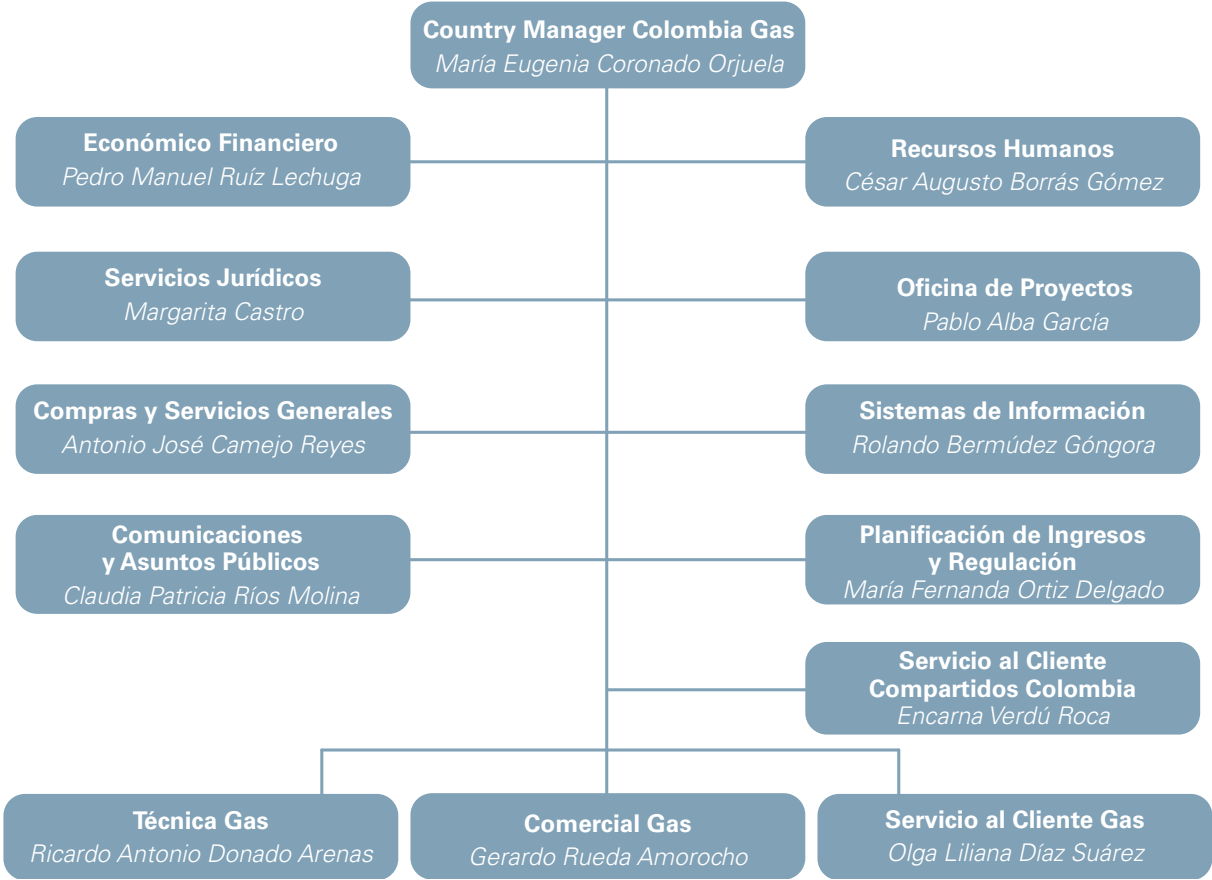 Country Manager Colombia Gas
María Eugenia Coronado Orjuela
Económico Financiero
Pedro Manuel Ruíz Lechuga
Recursos Humanos
César Augusto Borrás Gómez
Servicios Jurídicos
Margarita Castro
Oficina de Proyectos
Pablo Alba García
Compras y Servicios Generales
Antonio José Camejo Reyes
Sistemas de Información
Rolando Bermúdez Góngora
Comunicaciones
y Asuntos Públicos
Claudia Patricia Ríos Molina
Planificación de Ingresos
y Regulación
María Fernanda Ortiz Delgado
Servicio al Cliente
Compartidos Colombia
Encarna Verdú Roca
Técnica Gas
Ricardo Antonio Donado Arenas
Comercial Gas
Gerardo Rueda Amorocho
Servicio al Cliente Gas
Olga Liliana Díaz Suárez